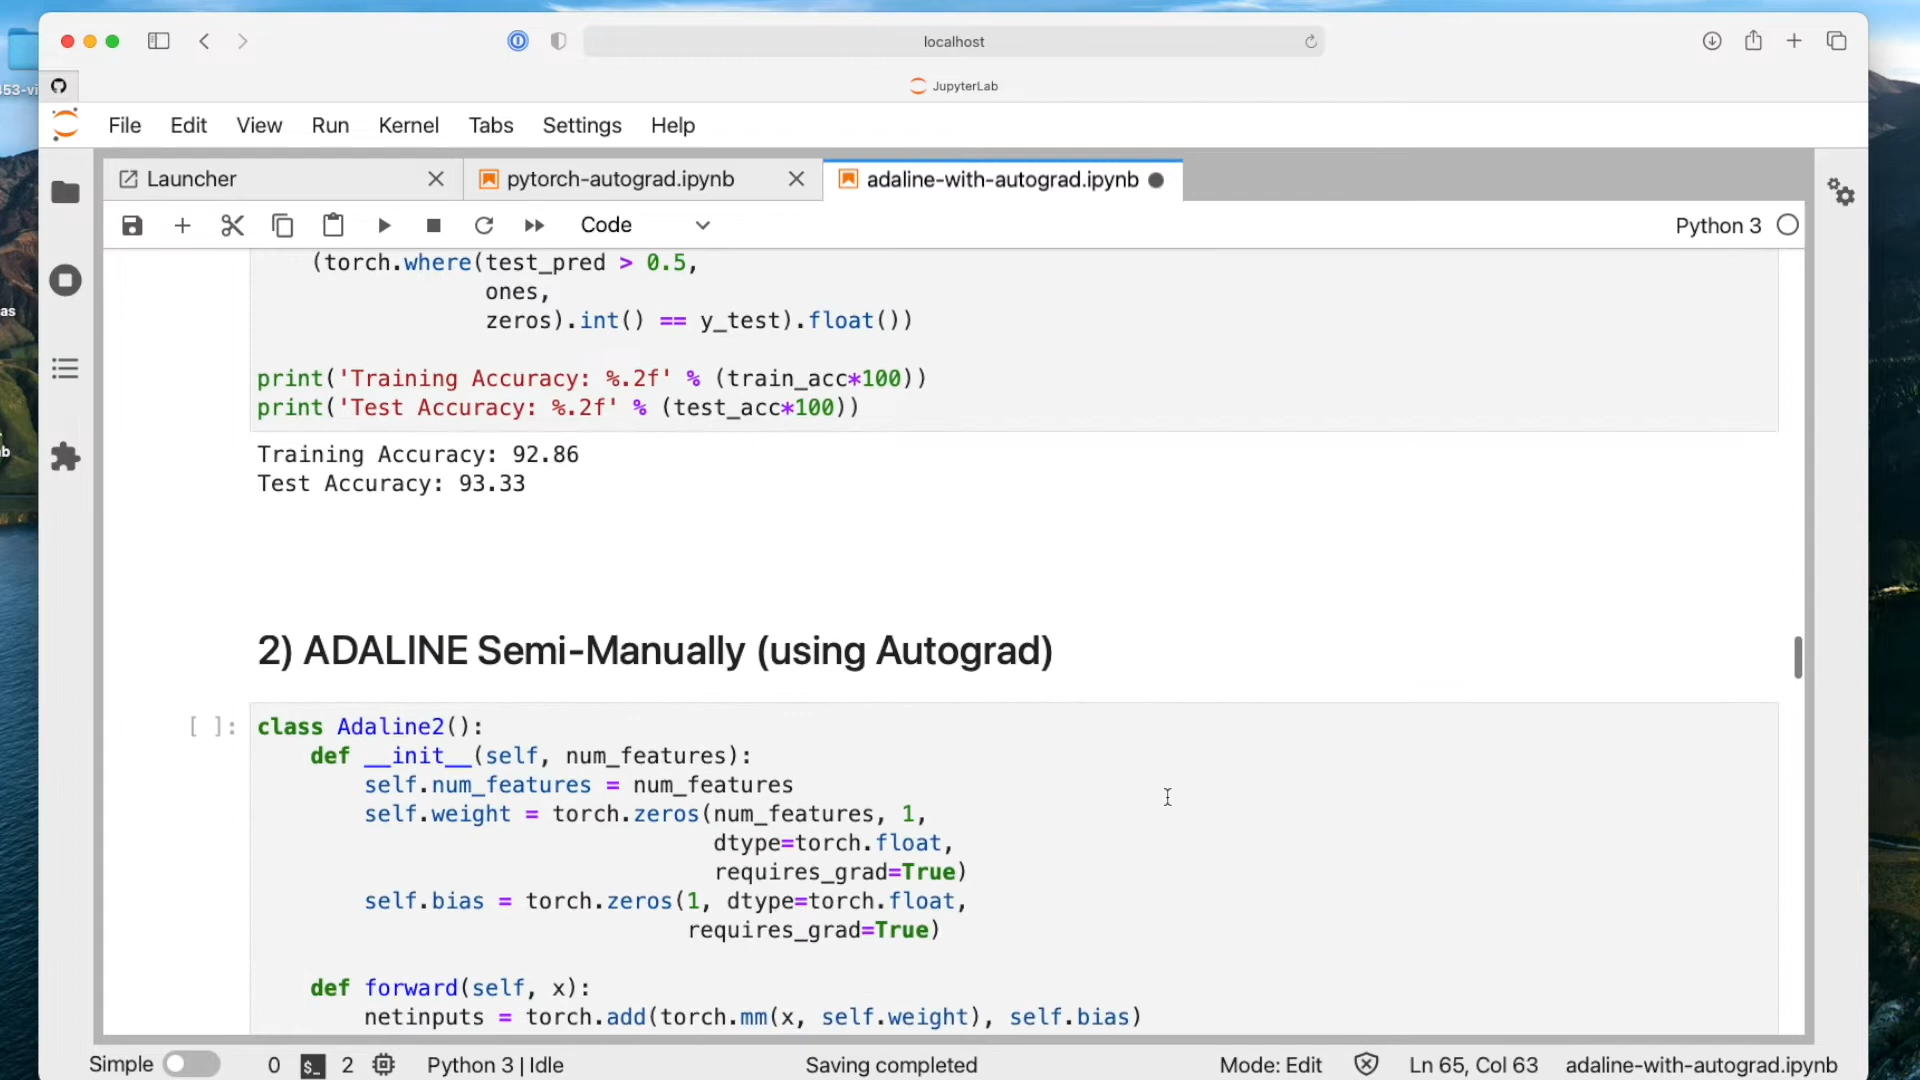 localhost
JupyterLab
File Edit View Run Kernel Tabs Settings Help
Launcher pytorch-autograd.ipynb adaline-with-autograd.ipynb
Code Python 3
(torch.where(test_pred > 0.5,
ones,
zeros).int() == y_test).float())
print('Training Accuracy: %.2f' % (train_acc*100))
print('Test Accuracy: %.2f' % (test_acc*100))
Training Accuracy: 92.86
Test Accuracy: 93.33
2) ADALINE Semi-Manually (using Autograd)
[ ]: class Adaline2():
def __init__(self, num_features):
self.num_features = num_features
self.weight = torch.zeros(num_features, 1,
dtype=torch.float,
requires_grad=True)
self.bias = torch.zeros(1, dtype=torch.float,
requires_grad=True)
def forward(self, x):
netinputs = torch.add(torch.mm(x, self.weight), self.bias)
Simple 0 $_ 2 Python 3 | Idle Saving completed Mode: Edit Ln 65, Col 63 adaline-with-autograd.ipynb